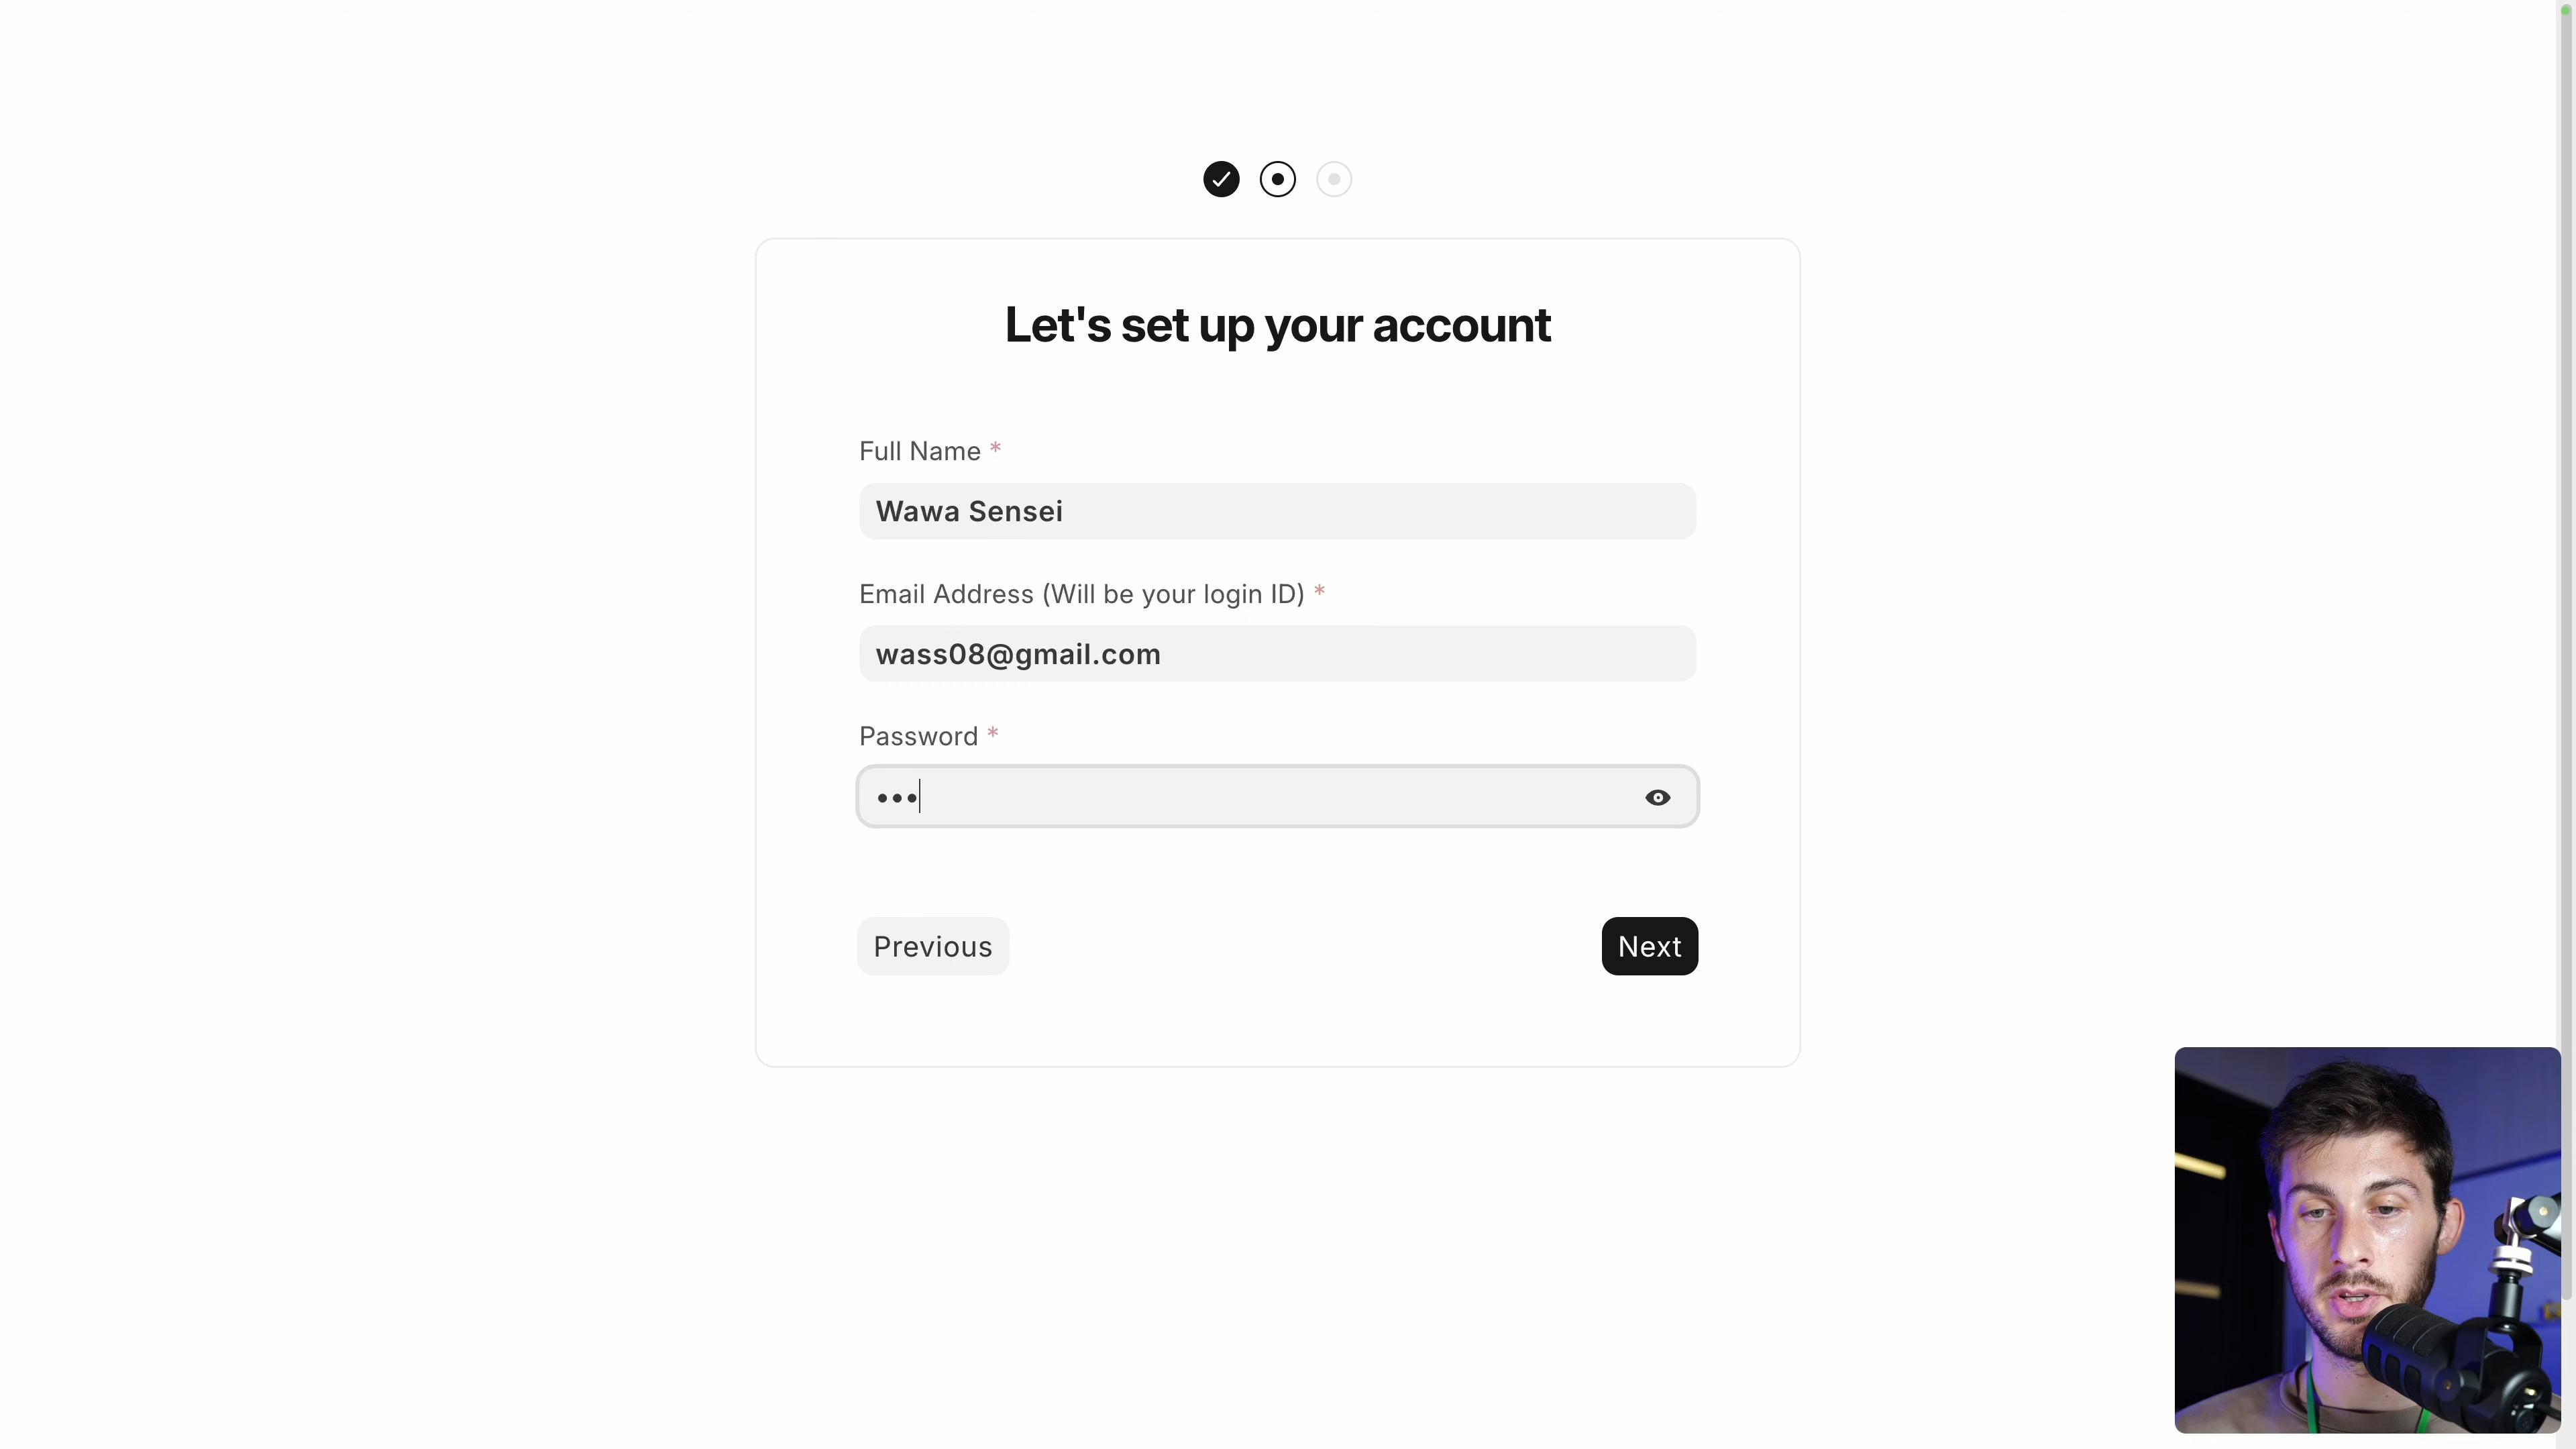 Let's set up your account
Full Name *
Wawa Sensei
Email Address (Will be your login ID) *
wass08@gmail.com
Password *
•••
Previous
Next